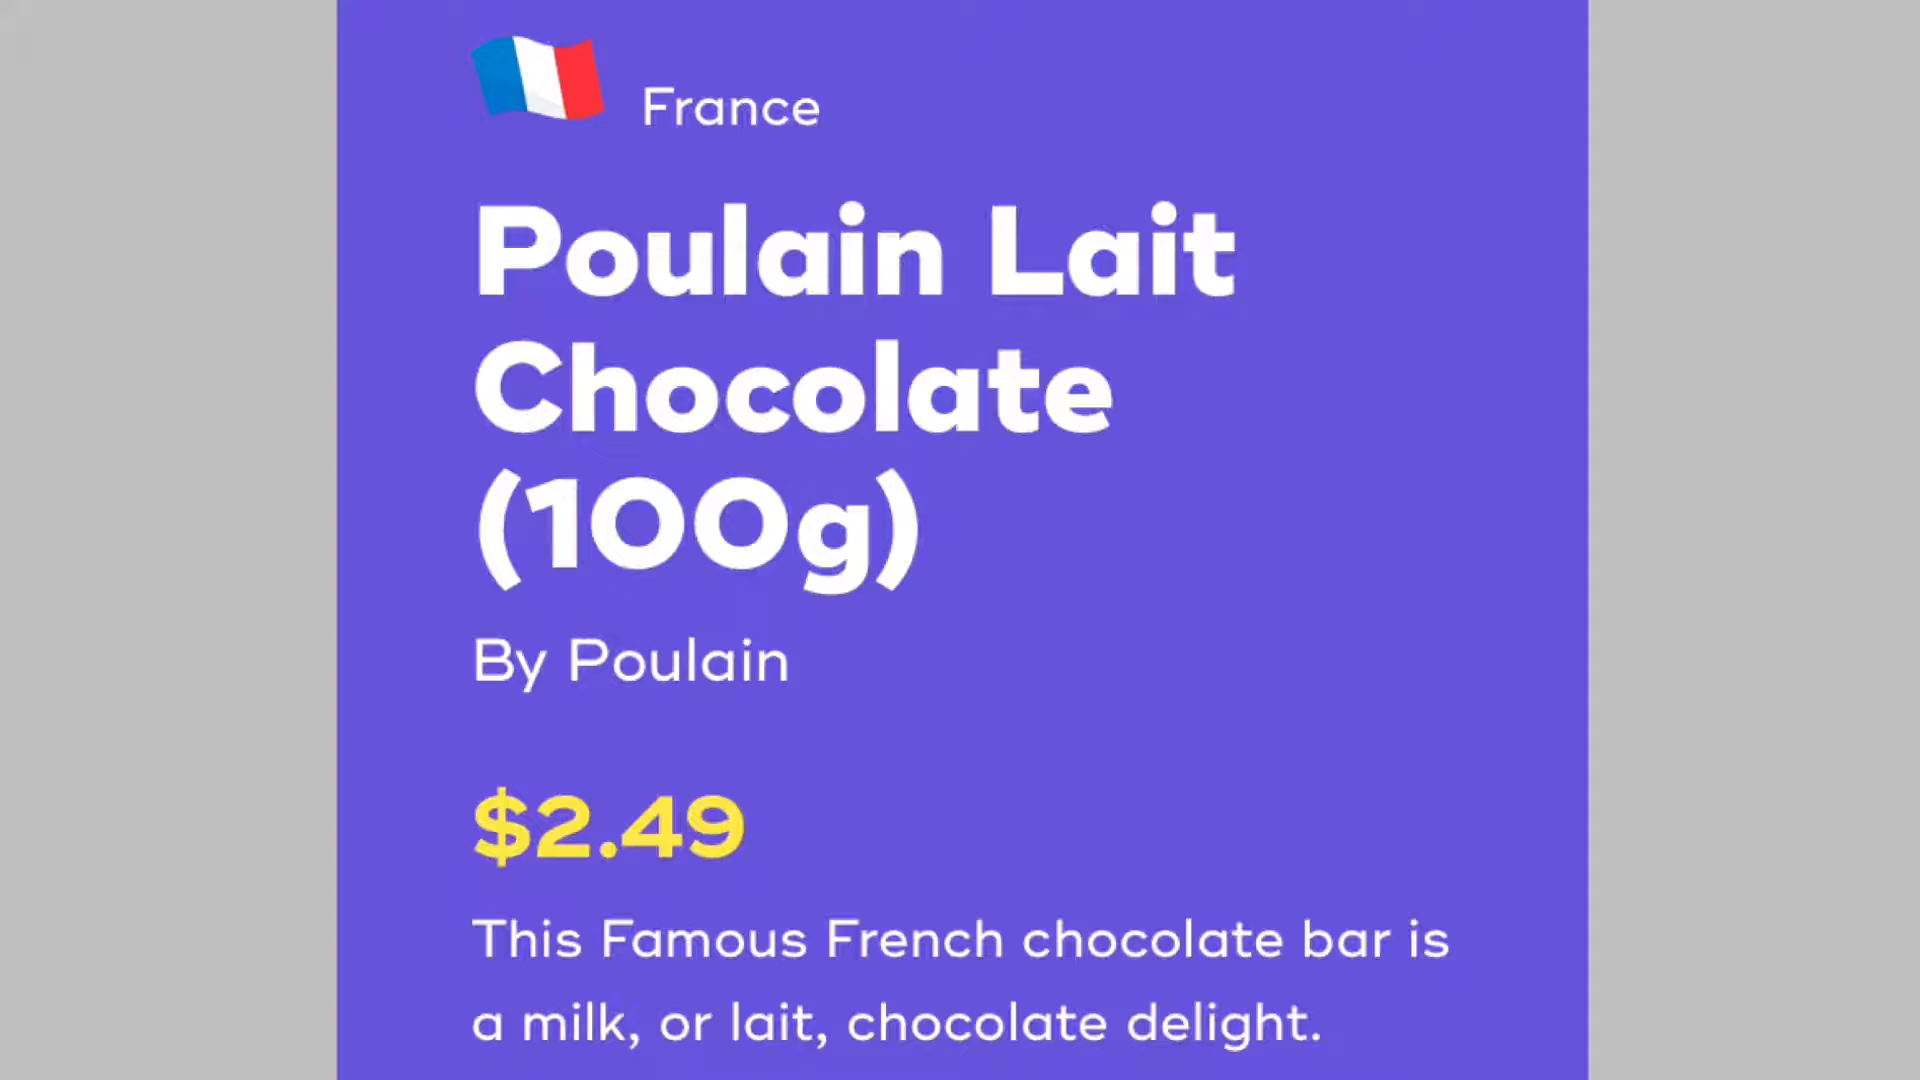 France
Poulain Lait
Chocolate
(100g)
By Poulain
$2.49
This Famous French chocolate bar is
a milk, or lait, chocolate delight.